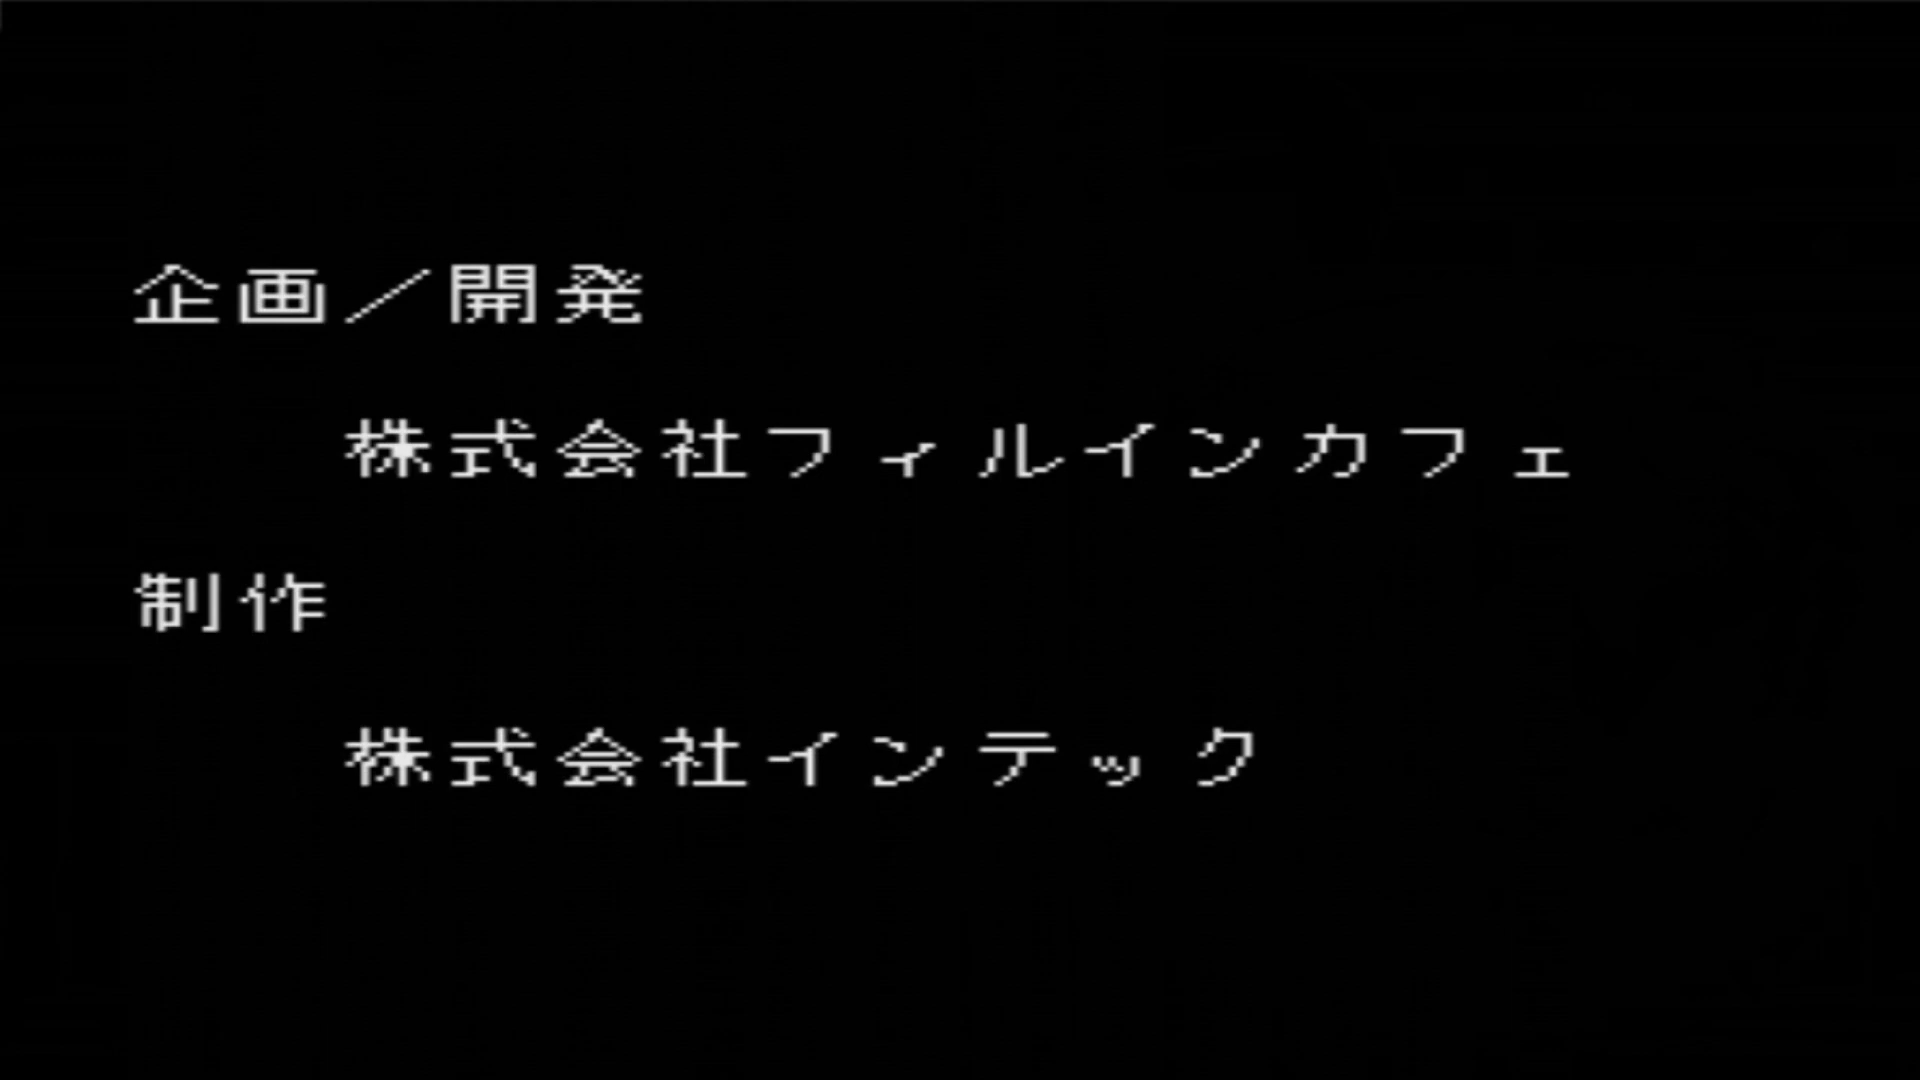 企画／開発
株式会社フィルインカフェ
制作
株式会社インテック